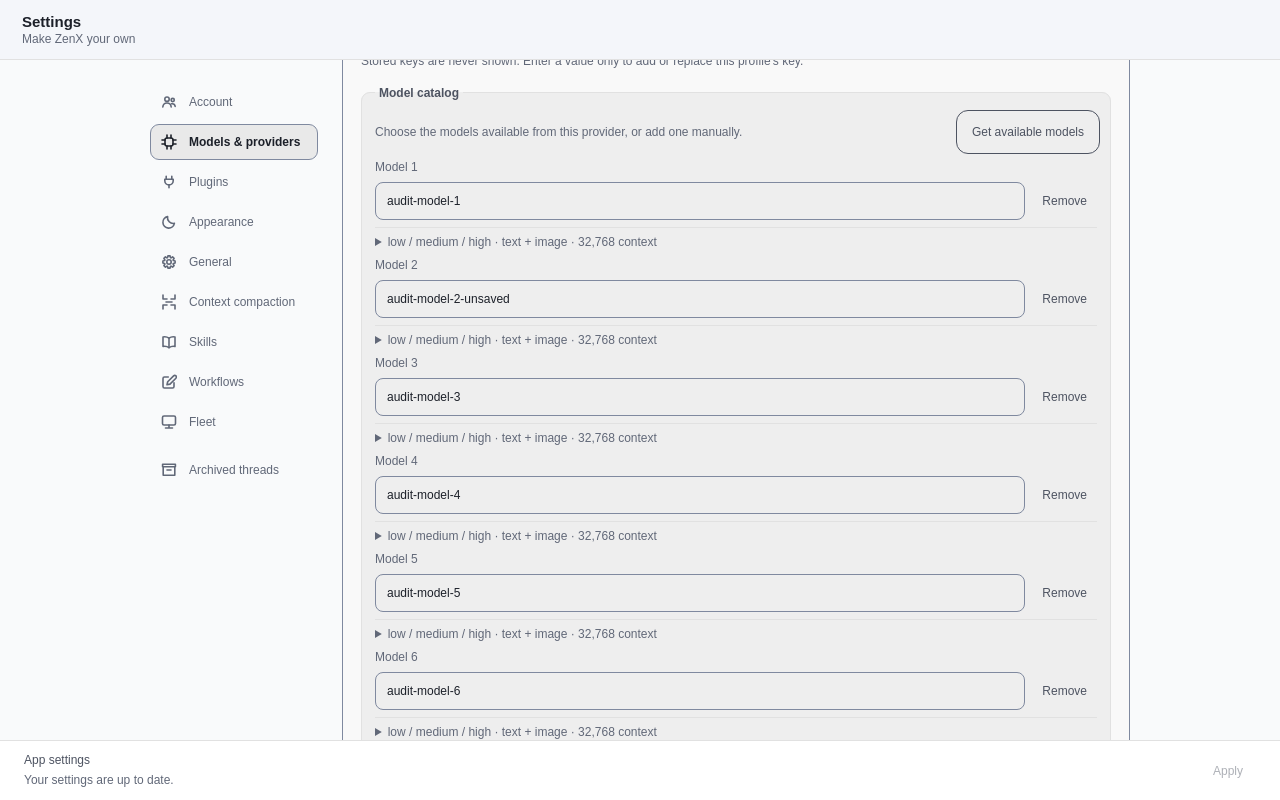 Settings
Make ZenX your own
Account
Models & providers
Plugins
Appearance
General
Context compaction
Skills
Workflows
Fleet
Archived threads
Stored keys are never shown. Enter a value only to add or replace this profile's key.
Model catalog
Choose the models available from this provider, or add one manually.
Get available models
Model 1
audit-model-1
Remove
low / medium / high · text + image · 32,768 context
Model 2
audit-model-2-unsaved
Remove
low / medium / high · text + image · 32,768 context
Model 3
audit-model-3
Remove
low / medium / high · text + image · 32,768 context
Model 4
audit-model-4
Remove
low / medium / high · text + image · 32,768 context
Model 5
audit-model-5
Remove
low / medium / high · text + image · 32,768 context
Model 6
audit-model-6
Remove
low / medium / high · text + image · 32,768 context
App settings
Your settings are up to date.
Apply